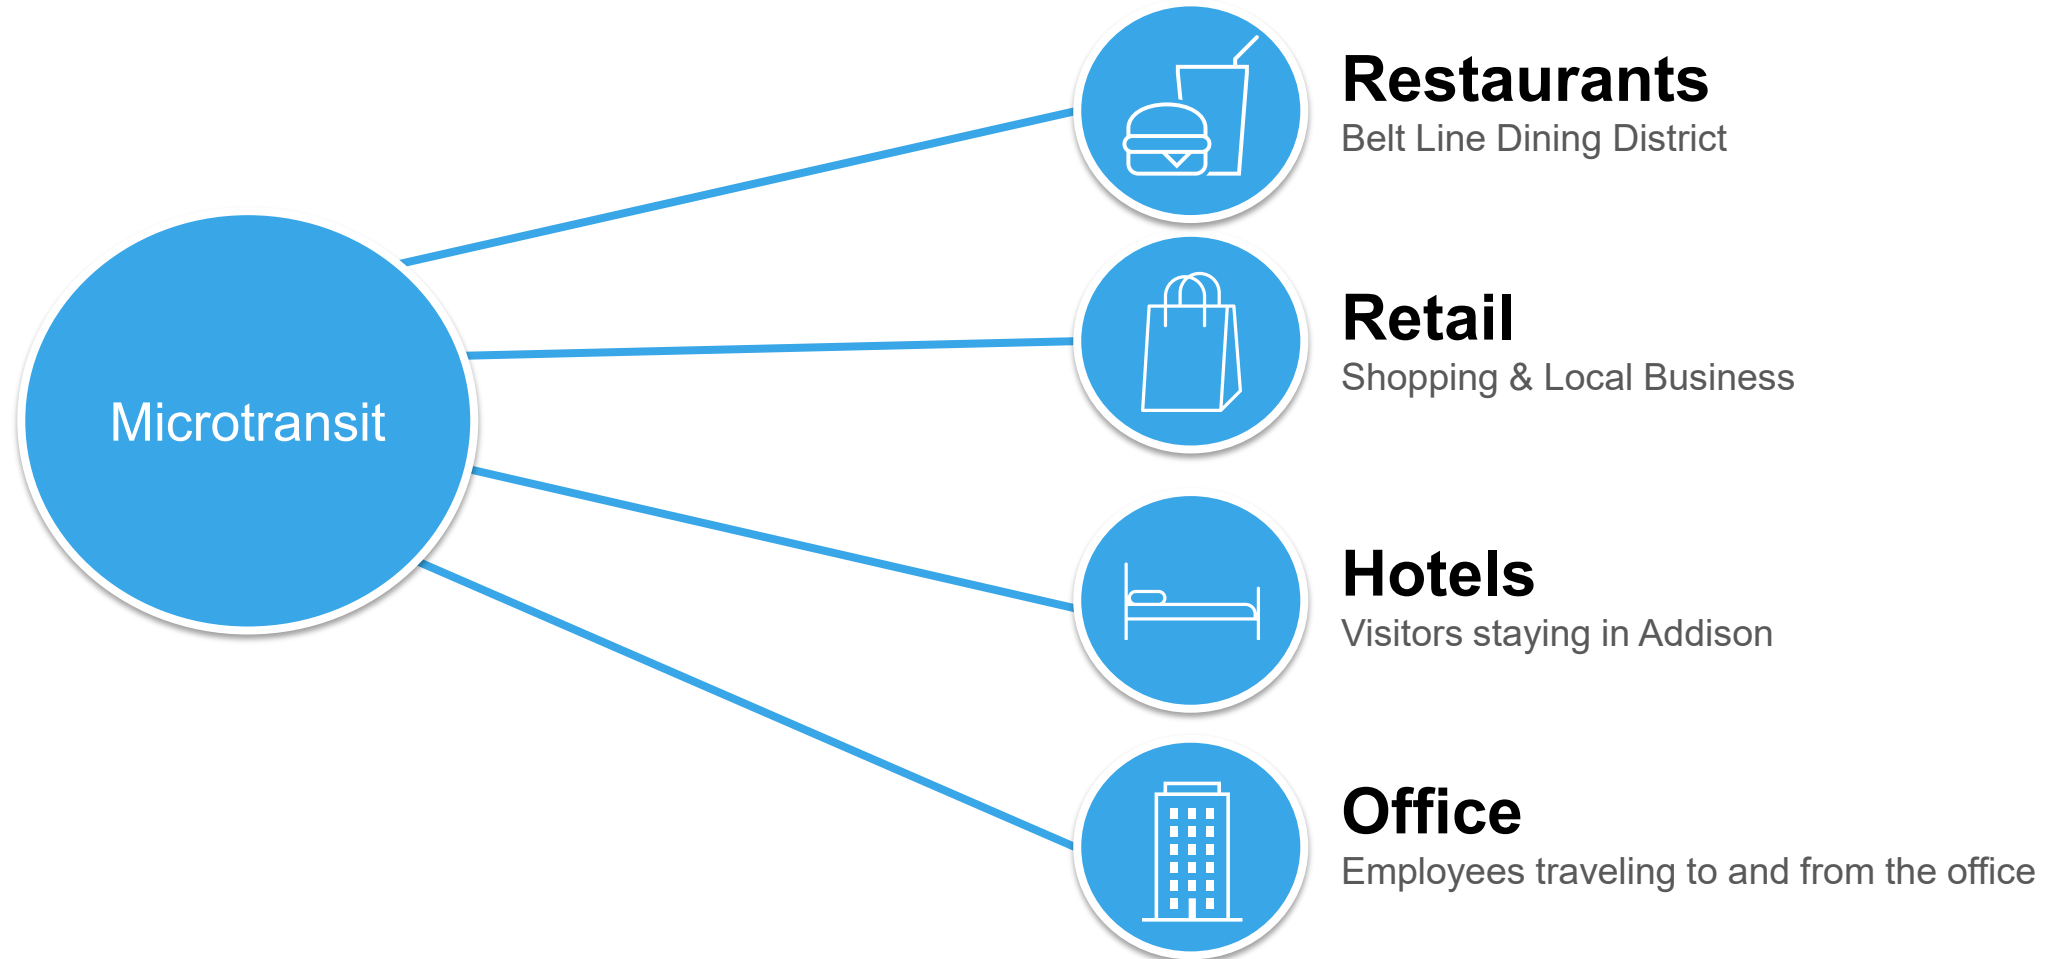 Restaurants
Belt Line Dining District
Retail
Shopping & Local Business
Microtransit
Hotels
Visitors staying in Addison
Office
Employees traveling to and from the office